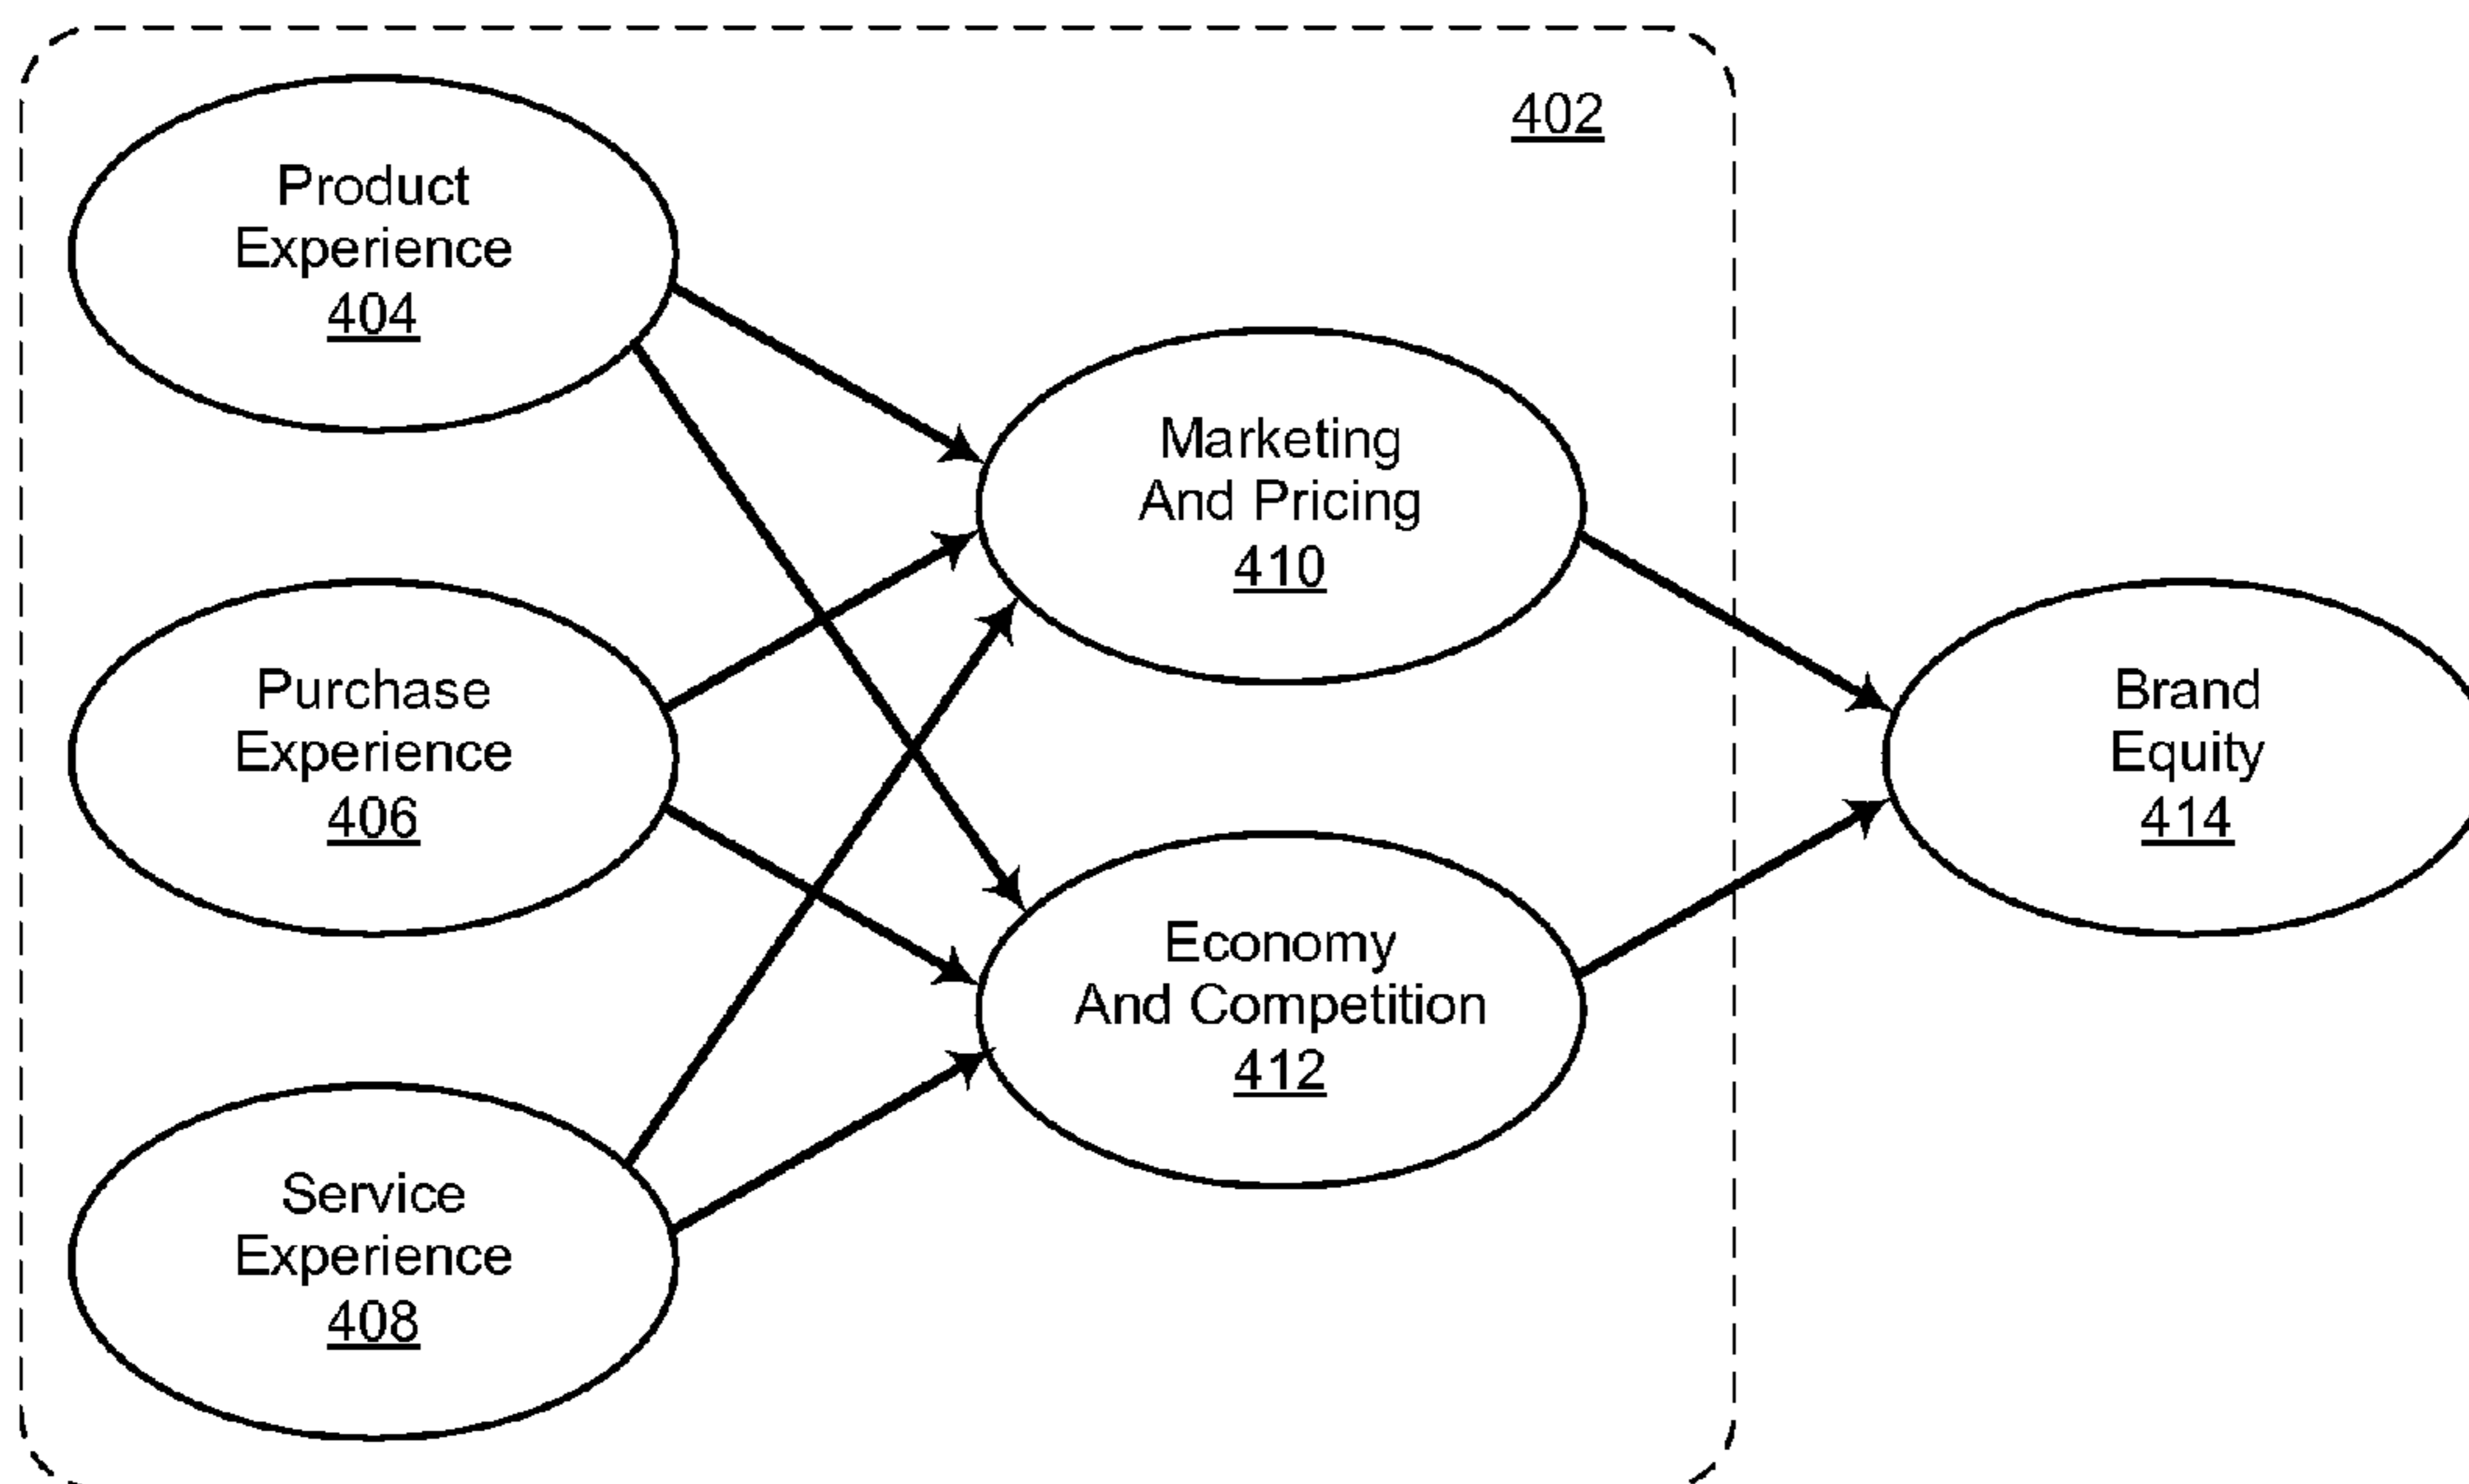 402
Product
Experience
404
Marketing
And Pricing
410
Purchase
Experience
406
Brand
Equity
414
Economy
And Competition
412
Service
Experience
408